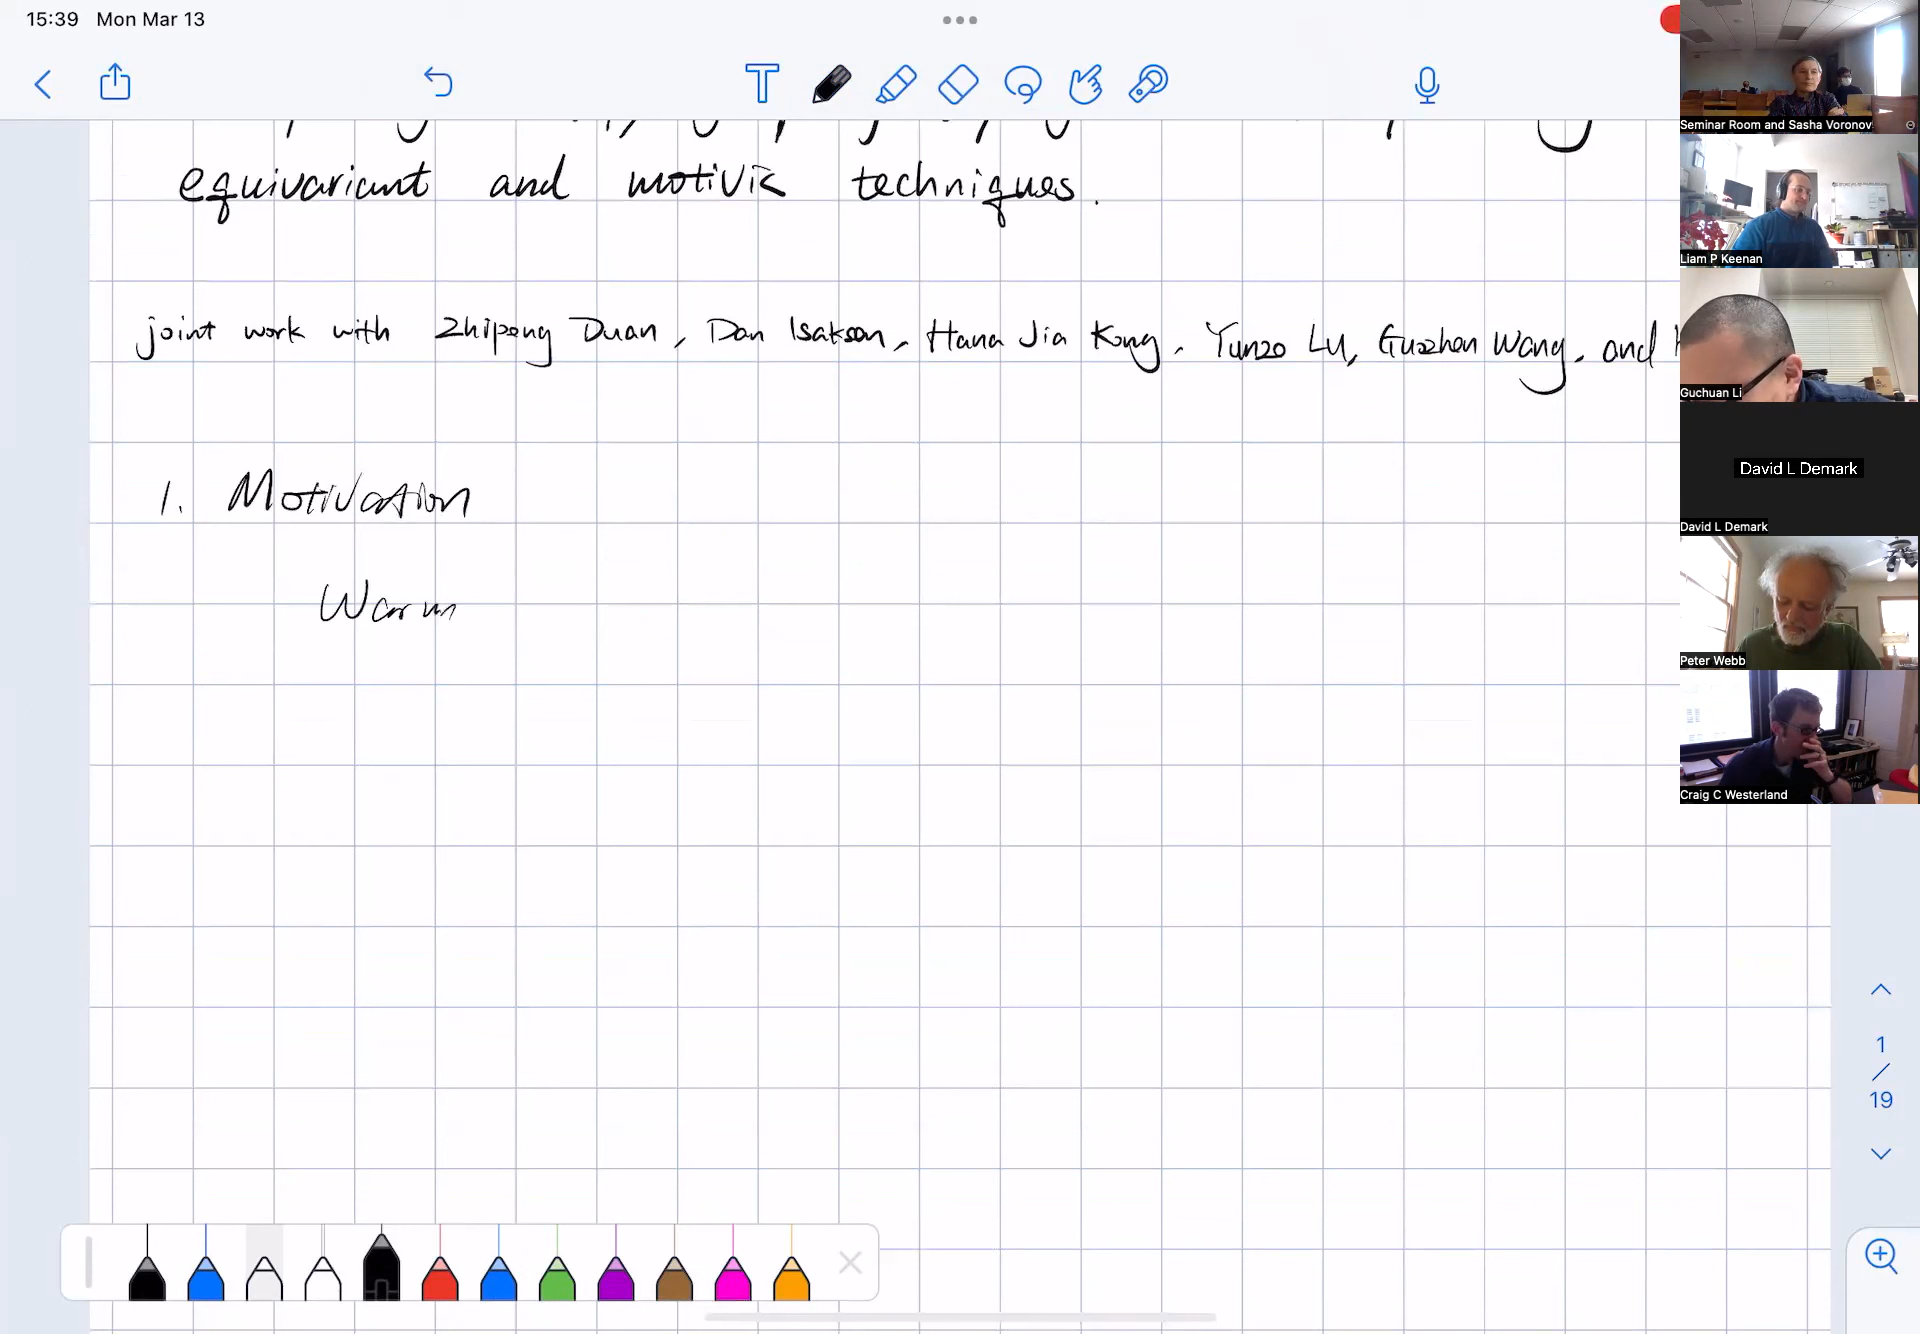 15:39 Mon Mar 13
equivariant and motivic techniques.
joint work with Zhipeng Duan, Dan Isaksen, Hana Jia Kong, Yunze Lu, Guozhen Wang, and
1. Motivation
Warm
Seminar Room and Sasha Voronov
Liam P Keenan
Guchuan Li
David L Demark
David L Demark
Peter Webb
Craig C Westerland
1
/
19